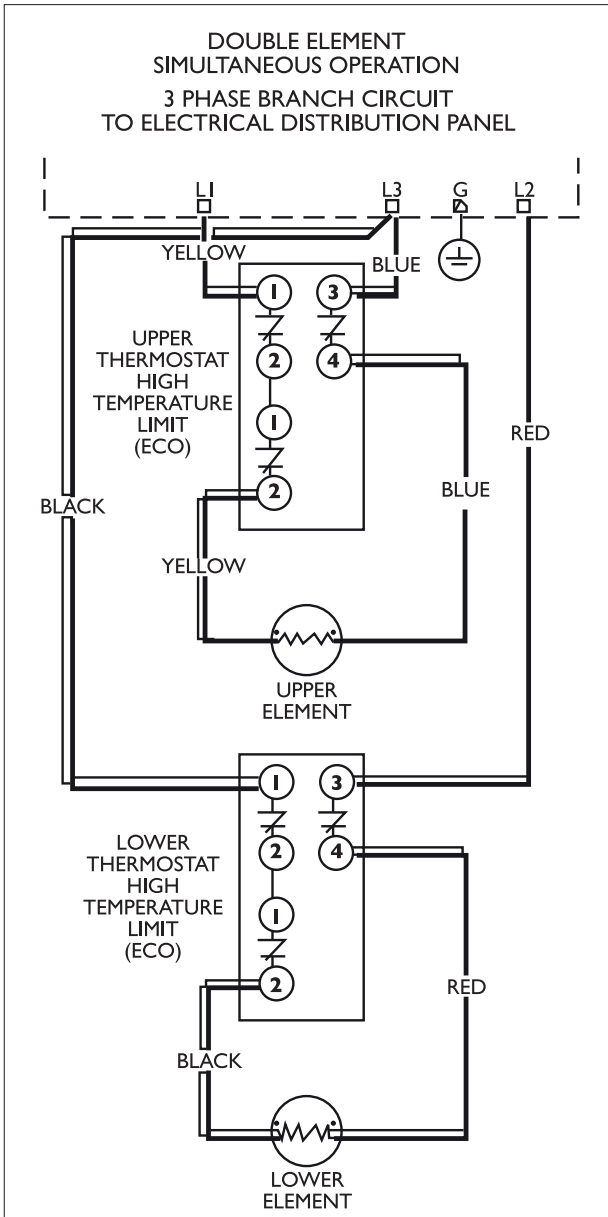 DOUBLE ELEMENT
SIMULTANEOUS OPERATION
3 PHASE BRANCH CIRCUIT
TO ELECTRICAL DISTRIBUTION PANEL
L1 L3 G L2
YELLOW
BLUE
1 3
2 4
1
2
UPPER
THERMOSTAT
HIGH
TEMPERATURE
LIMIT
(ECO)
RED
BLACK
BLUE
YELLOW
UPPER
ELEMENT
1 3
2 4
1
2
LOWER
THERMOSTAT
HIGH
TEMPERATURE
LIMIT
(ECO)
RED
BLACK
LOWER
ELEMENT